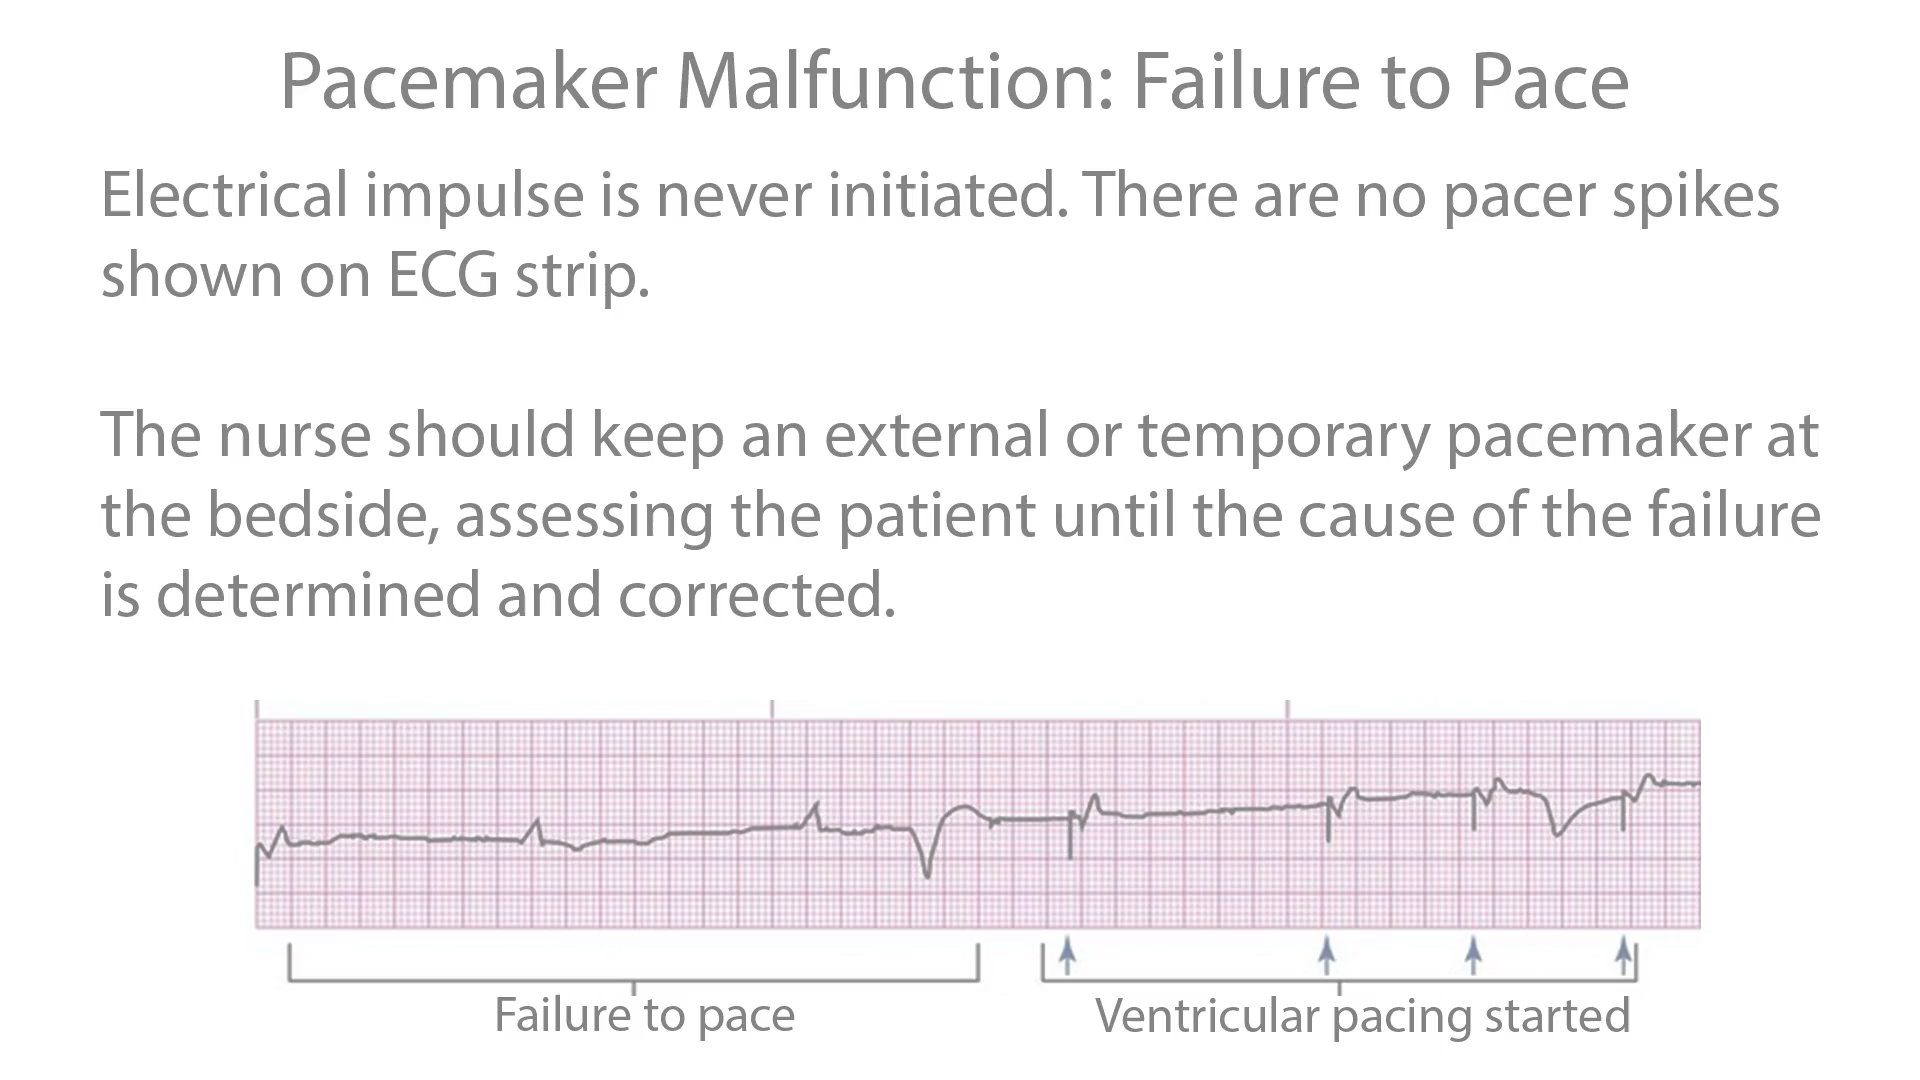 Pacemaker Malfunction: Failure to Pace
Electrical impulse is never initiated. There are no pacer spikes
shown on ECG strip.
The nurse should keep an external or temporary pacemaker at
the bedside, assessing the patient until the cause of the failure
is determined and corrected.
Failure to pace
Ventricular pacing started